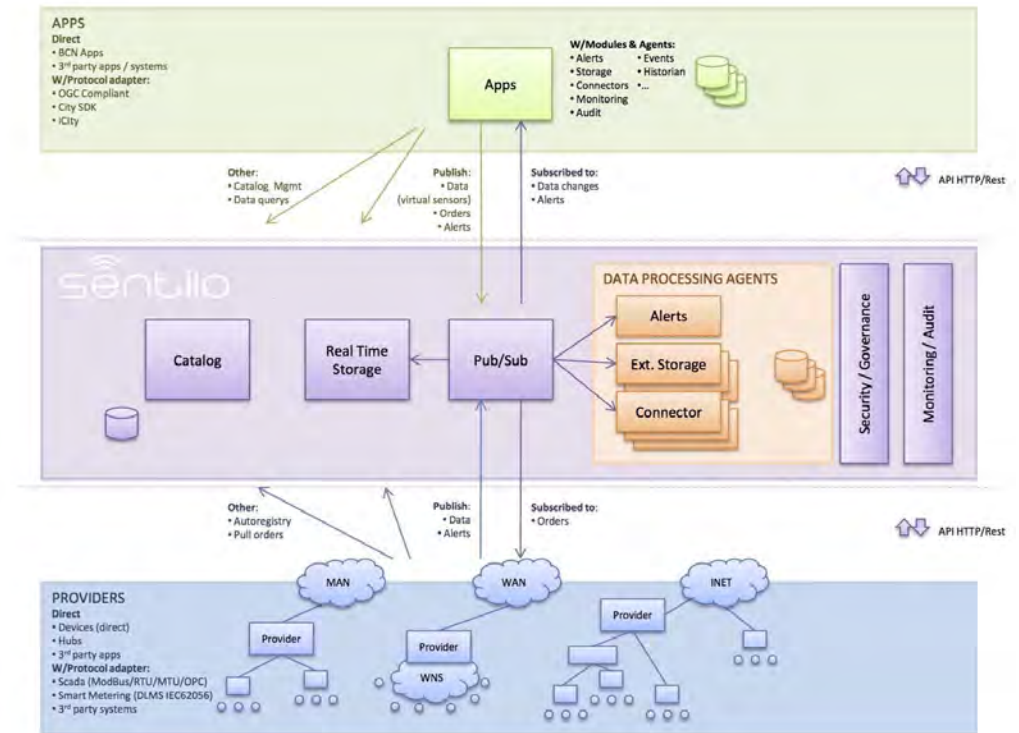 APPS
Direct
• BCN Apps
• 3rd party apps / systems
W/Protocol adapter:
• OGC Compliant
• City SDK
• iCity
Apps
W/Modules & Agents:
• Alerts
• Storage
• Connectors
• Monitoring
• Audit
• Events
• Historian
•...
Other:
• Catalog Mgmt
• Data querys
Publish:
• Data
(virtual sensors)
• Orders
• Alerts
Subscribed to:
• Data changes
• Alerts
API HTTP/Rest
sentilo
Catalog
Real Time
Storage
Pub/Sub
DATA PROCESSING AGENTS
Alerts
Ext. Storage
Connector
Security / Governance
Monitoring / Audit
Other:
• Autoregistry
• Pull orders
Publish:
• Data
• Alerts
Subscribed to:
• Orders
API HTTP/Rest
PROVIDERS
Direct
• Devices (direct)
• Hubs
• 3rd party apps
W/Protocol adapter:
• Scada (ModBus/RTU/MTU/OPC)
• Smart Metering (DLMS IEC62056)
• 3rd party systems
MAN
Provider
WAN
Provider
WNS
INET
Provider